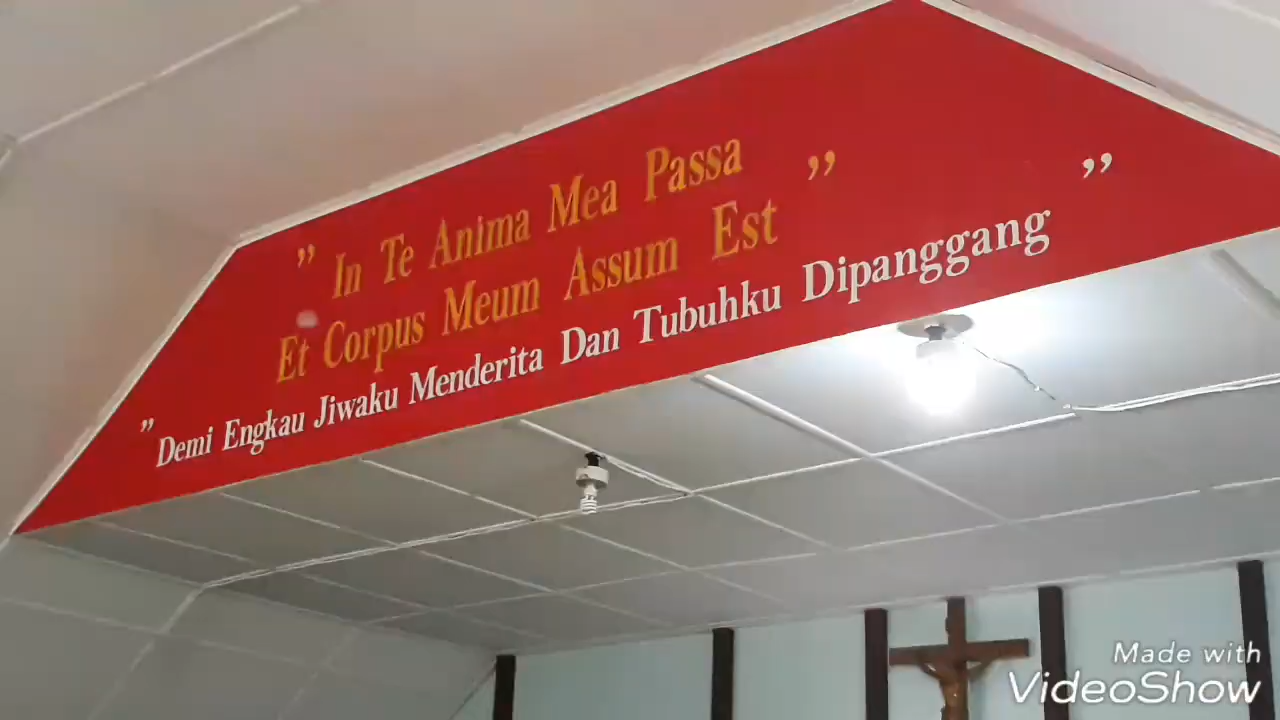 ” In Te Anima Mea Passa
Et Corpus Meum Assum Est ”
” Demi Engkau Jiwaku Menderita Dan Tubuhku Dipanggang ”
Made with
VideoShow